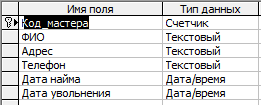 Имя поля Тип данных
Код_мастера Счетчик
ФИО Текстовый
Адрес Текстовый
Телефон Текстовый
Дата найма Дата/время
Дата увольнения Дата/время